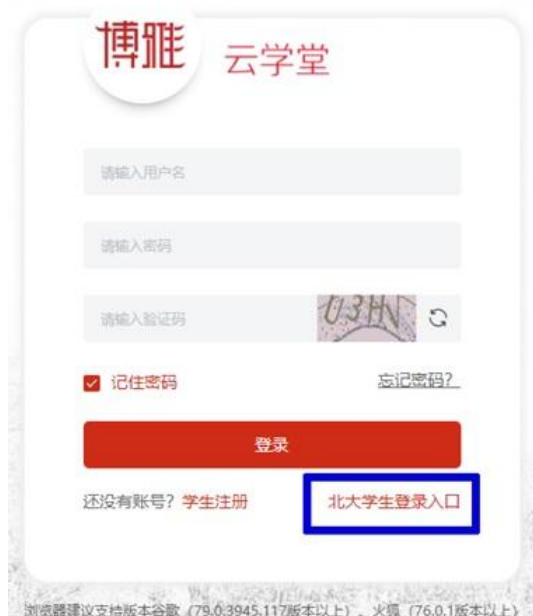 博雅 云学堂
请输入用户名
请输入密码
请输入验证码
记住密码 忘记密码?
登录
还没有账号? 学生注册 北大学生登录入口
浏览器建议支持版本谷歌（79.0.3945.117版本以上）、火狐（76.0.1版本以上）